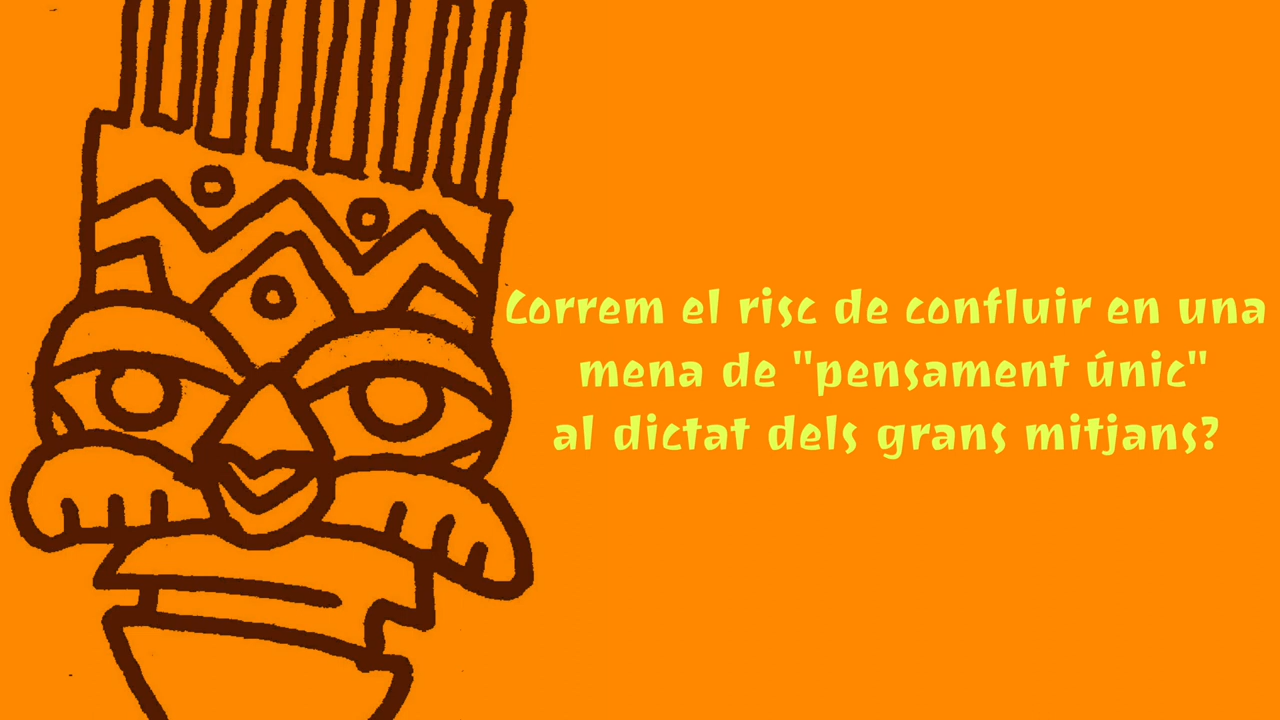 Correm el risc de confluir en una
mena de "pensament únic"
al dictat dels grans mitjans?